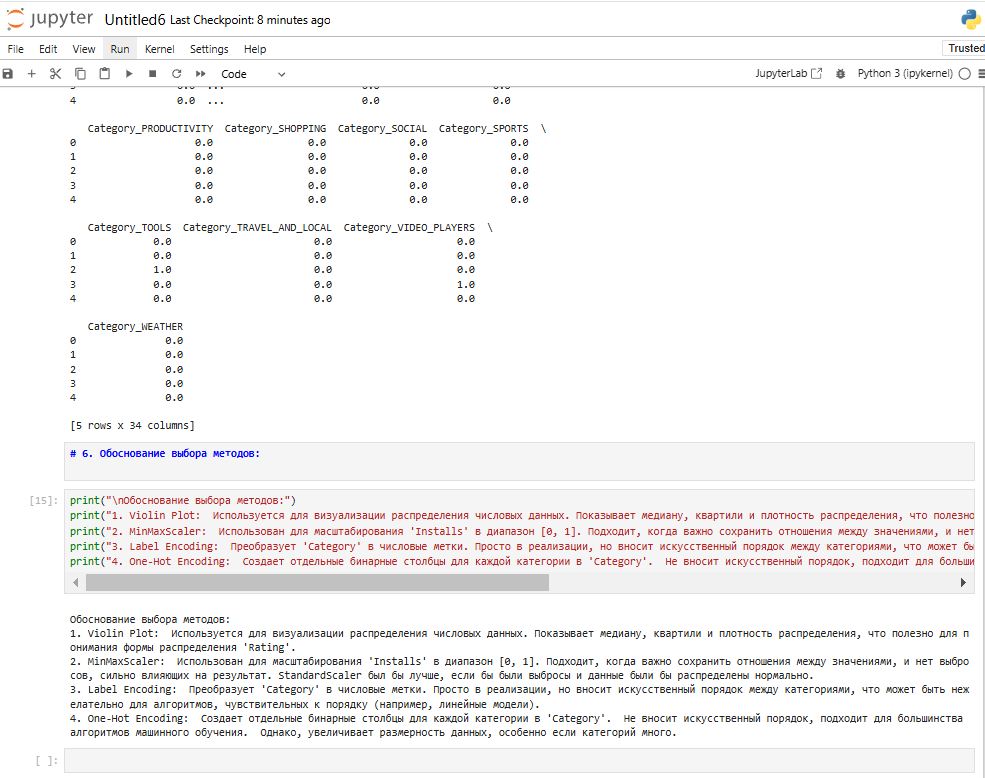 jupyter Untitled6 Last Checkpoint: 8 minutes ago
File Edit View Run Kernel Settings Help Trusted
Code JupyterLab Python 3 (ipykernel)
4 0.0 ... 0.0 0.0
Category_PRODUCTIVITY Category_SHOPPING Category_SOCIAL Category_SPORTS \
0 0.0 0.0 0.0 0.0
1 0.0 0.0 0.0 0.0
2 0.0 0.0 0.0 0.0
3 0.0 0.0 0.0 0.0
4 0.0 0.0 0.0 0.0
Category_TOOLS Category_TRAVEL_AND_LOCAL Category_VIDEO_PLAYERS \
0 0.0 0.0 0.0
1 0.0 0.0 0.0
2 1.0 0.0 0.0
3 0.0 0.0 1.0
4 0.0 0.0 0.0
Category_WEATHER
0 0.0
1 0.0
2 0.0
3 0.0
4 0.0
[5 rows x 34 columns]
# 6. Обоснование выбора методов:
[15]: print("\nОбоснование выбора методов:")
print("1. Violin Plot:  Используется для визуализации распределения числовых данных. Показывает медиану, квартили и плотность распределения, что полезно
print("2. MinMaxScaler:  Использован для масштабирования 'Installs' в диапазон [0, 1]. Подходит, когда важно сохранить отношения между значениями, и нет
print("3. Label Encoding:  Преобразует 'Category' в числовые метки. Просто в реализации, но вносит искусственный порядок между категориями, что может бы
print("4. One-Hot Encoding:  Создает отдельные бинарные столбцы для каждой категории в 'Category'.  Не вносит искусственный порядок, подходит для больши
Обоснование выбора методов:
1. Violin Plot:  Используется для визуализации распределения числовых данных. Показывает медиану, квартили и плотность распределения, что полезно для п
онимания формы распределения 'Rating'.
2. MinMaxScaler:  Использован для масштабирования 'Installs' в диапазон [0, 1]. Подходит, когда важно сохранить отношения между значениями, и нет выбро
сов, сильно влияющих на результат. StandardScaler был бы лучше, если бы были выбросы и данные были бы распределены нормально.
3. Label Encoding:  Преобразует 'Category' в числовые метки. Просто в реализации, но вносит искусственный порядок между категориями, что может быть неж
елательно для алгоритмов, чувствительных к порядку (например, линейные модели).
4. One-Hot Encoding:  Создает отдельные бинарные столбцы для каждой категории в 'Category'.  Не вносит искусственный порядок, подходит для большинства
алгоритмов машинного обучения.  Однако, увеличивает размерность данных, особенно если категорий много.
[ ]: